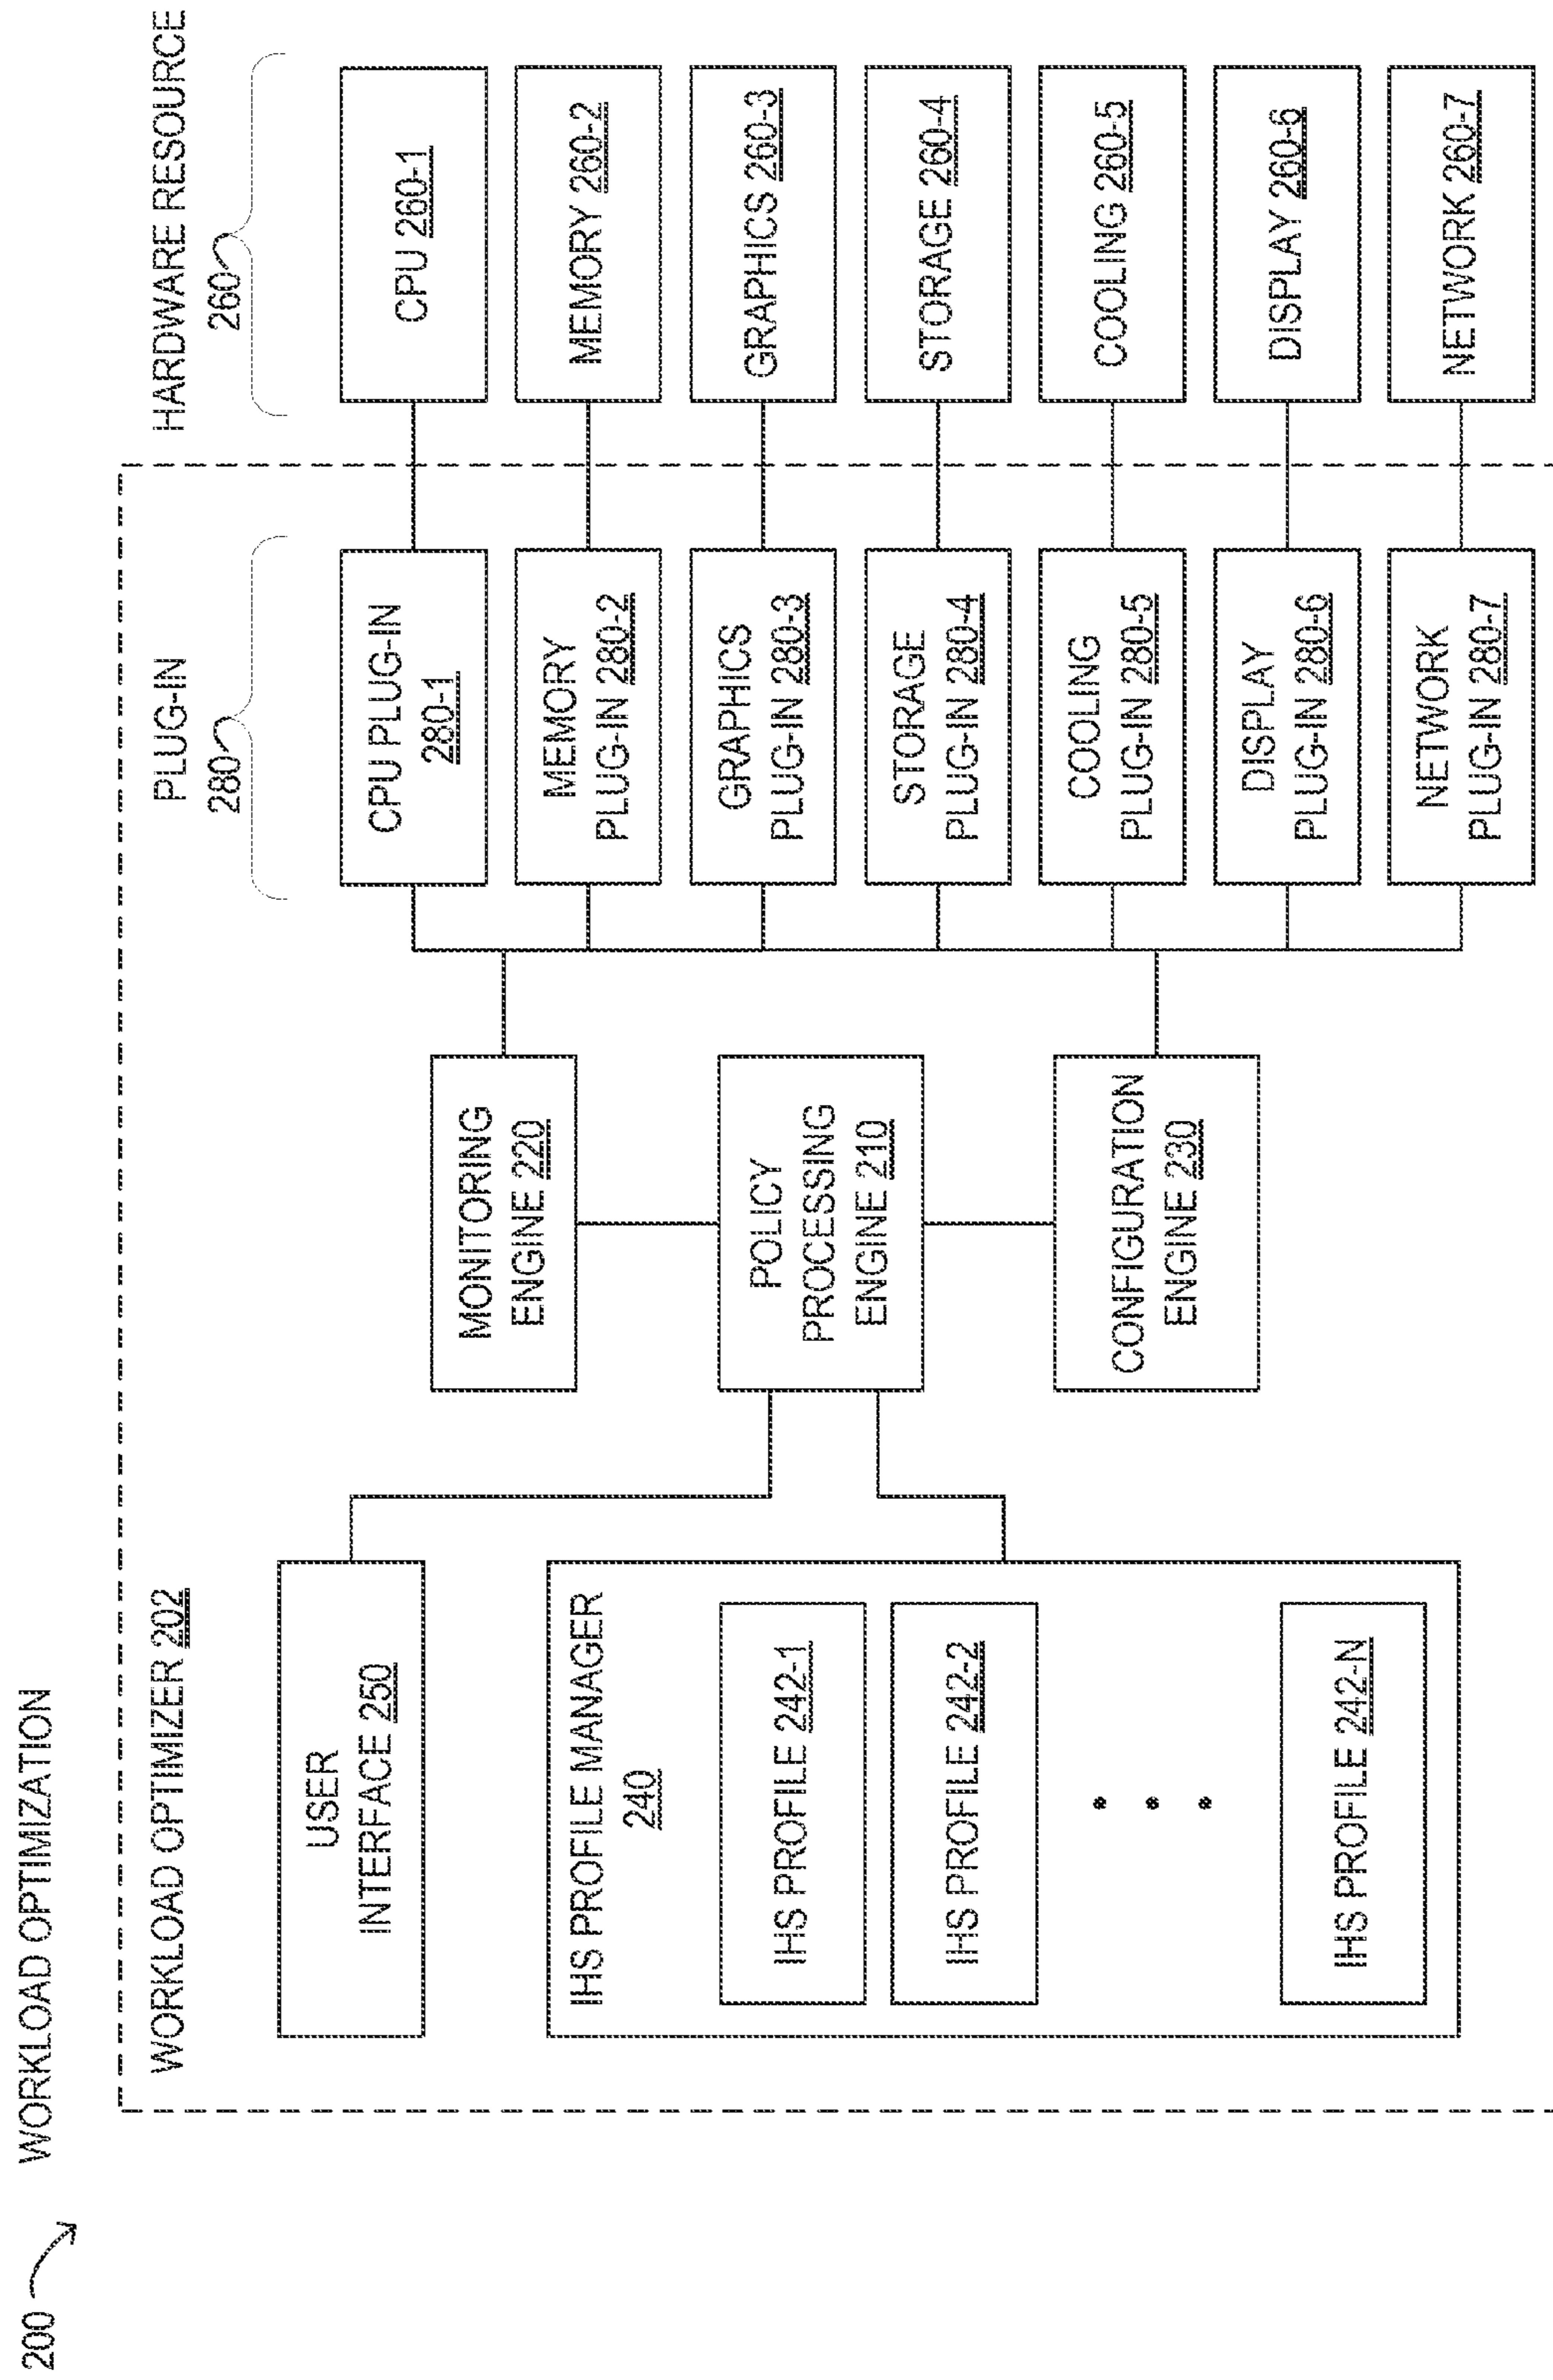 200
WORKLOAD OPTIMIZATION
WORKLOAD OPTIMIZER 202
USER
INTERFACE 250
IHS PROFILE MANAGER
240
IHS PROFILE 242-1
IHS PROFILE 242-2
IHS PROFILE 242-N
MONITORING
ENGINE 220
POLICY
PROCESSING
ENGINE 210
CONFIGURATION
ENGINE 230
PLUG-IN
280
CPU PLUG-IN
280-1
MEMORY
PLUG-IN 280-2
GRAPHICS
PLUG-IN 280-3
STORAGE
PLUG-IN 280-4
COOLING
PLUG-IN 280-5
DISPLAY
PLUG-IN 280-6
NETWORK
PLUG-IN 280-7
HARDWARE RESOURCE
260
CPU 260-1
MEMORY 260-2
GRAPHICS 260-3
STORAGE 260-4
COOLING 260-5
DISPLAY 260-6
NETWORK 260-7